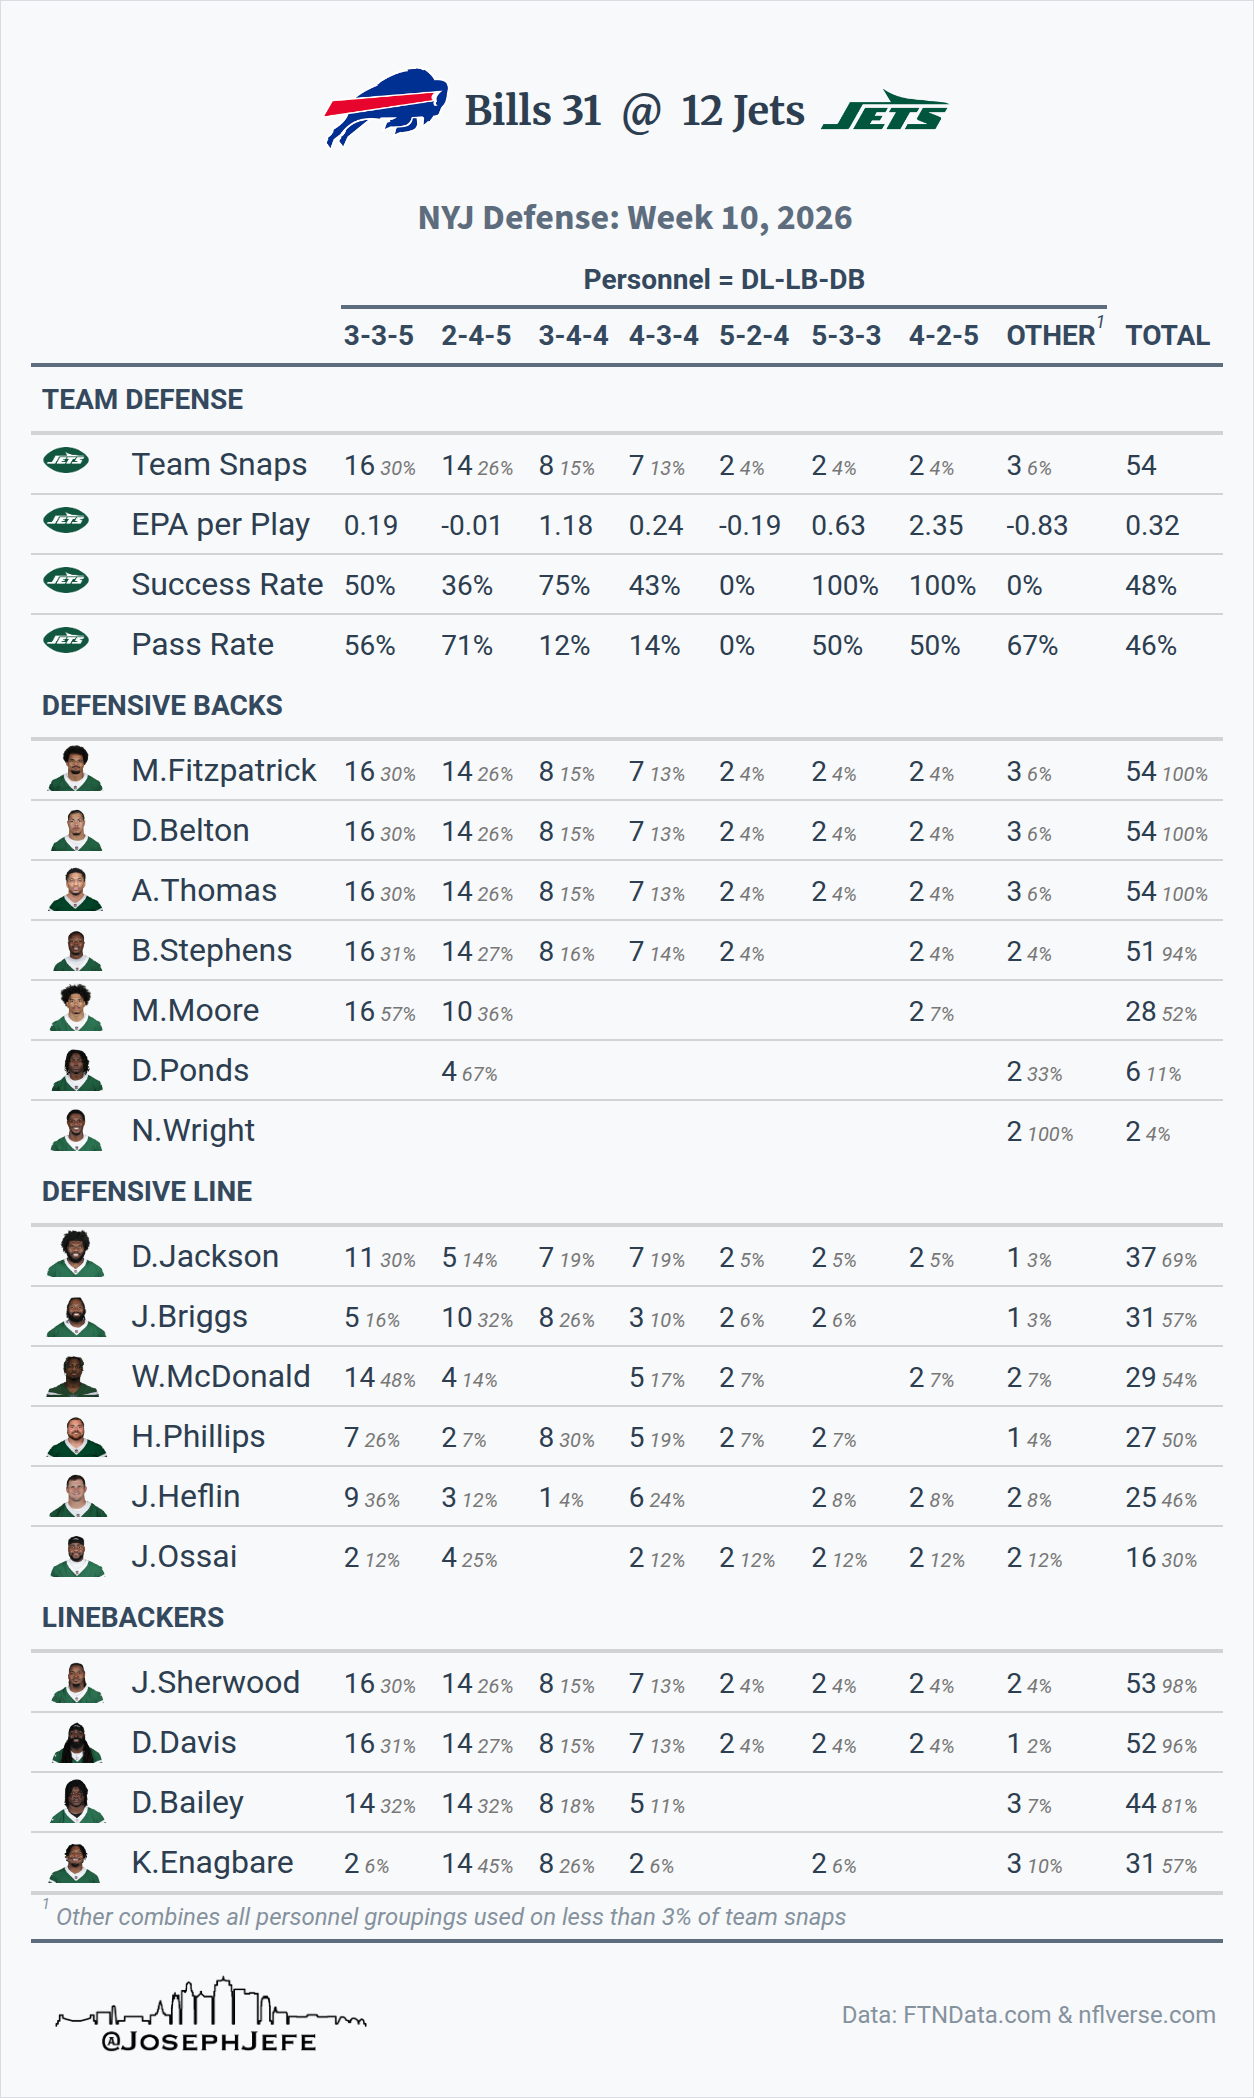 Bills 31 @ 12 Jets JETS
NYJ Defense: Week 10, 2026
Personnel = DL-LB-DB
3-3-5 2-4-5 3-4-4 4-3-4 5-2-4 5-3-3 4-2-5 OTHER1 TOTAL
TEAM DEFENSE
JETS Team Snaps 16 30% 14 26% 8 15% 7 13% 2 4% 2 4% 2 4% 3 6% 54
JETS EPA per Play 0.19 -0.01 1.18 0.24 -0.19 0.63 2.35 -0.83 0.32
JETS Success Rate 50% 36% 75% 43% 0% 100% 100% 0% 48%
JETS Pass Rate 56% 71% 12% 14% 0% 50% 50% 67% 46%
DEFENSIVE BACKS
M.Fitzpatrick 16 30% 14 26% 8 15% 7 13% 2 4% 2 4% 2 4% 3 6% 54 100%
D.Belton 16 30% 14 26% 8 15% 7 13% 2 4% 2 4% 2 4% 3 6% 54 100%
A.Thomas 16 30% 14 26% 8 15% 7 13% 2 4% 2 4% 2 4% 3 6% 54 100%
B.Stephens 16 31% 14 27% 8 16% 7 14% 2 4% 2 4% 2 4% 51 94%
M.Moore 16 57% 10 36% 2 7% 28 52%
D.Ponds 4 67% 2 33% 6 11%
N.Wright 2 100% 2 4%
DEFENSIVE LINE
D.Jackson 11 30% 5 14% 7 19% 7 19% 2 5% 2 5% 2 5% 1 3% 37 69%
J.Briggs 5 16% 10 32% 8 26% 3 10% 2 6% 2 6% 1 3% 31 57%
W.McDonald 14 48% 4 14% 5 17% 2 7% 2 7% 2 7% 29 54%
H.Phillips 7 26% 2 7% 8 30% 5 19% 2 7% 2 7% 1 4% 27 50%
J.Heflin 9 36% 3 12% 1 4% 6 24% 2 8% 2 8% 2 8% 25 46%
J.Ossai 2 12% 4 25% 2 12% 2 12% 2 12% 2 12% 2 12% 16 30%
LINEBACKERS
J.Sherwood 16 30% 14 26% 8 15% 7 13% 2 4% 2 4% 2 4% 2 4% 53 98%
D.Davis 16 31% 14 27% 8 15% 7 13% 2 4% 2 4% 2 4% 1 2% 52 96%
D.Bailey 14 32% 14 32% 8 18% 5 11% 3 7% 44 81%
K.Enagbare 2 6% 14 45% 8 26% 2 6% 2 6% 3 10% 31 57%
1 Other combines all personnel groupings used on less than 3% of team snaps
@JOSEPHJEFE
Data: FTNData.com & nflverse.com